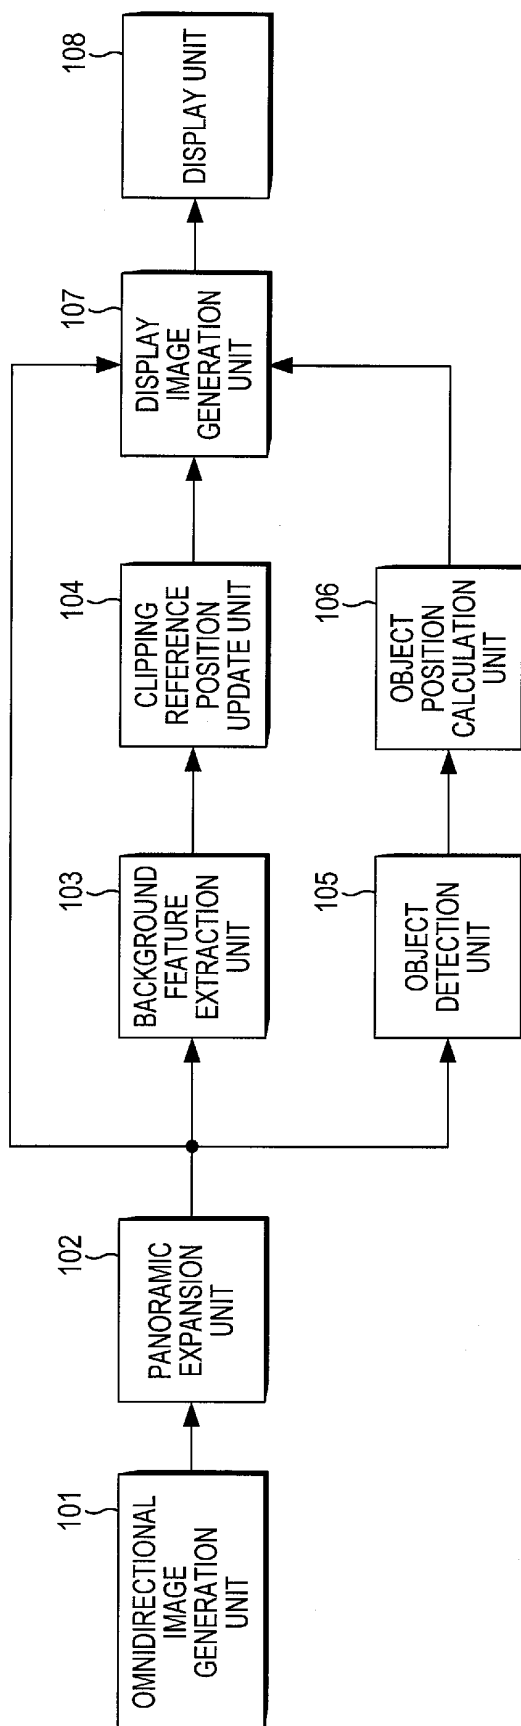 101
OMNIDIRECTIONAL
IMAGE
GENERATION
UNIT
102
PANORAMIC
EXPANSION
UNIT
103
BACKGROUND
FEATURE
EXTRACTION
UNIT
104
CLIPPING
REFERENCE
POSITION
UPDATE UNIT
105
OBJECT
DETECTION
UNIT
106
OBJECT
POSITION
CALCULATION
UNIT
107
DISPLAY
IMAGE
GENERATION
UNIT
108
DISPLAY UNIT